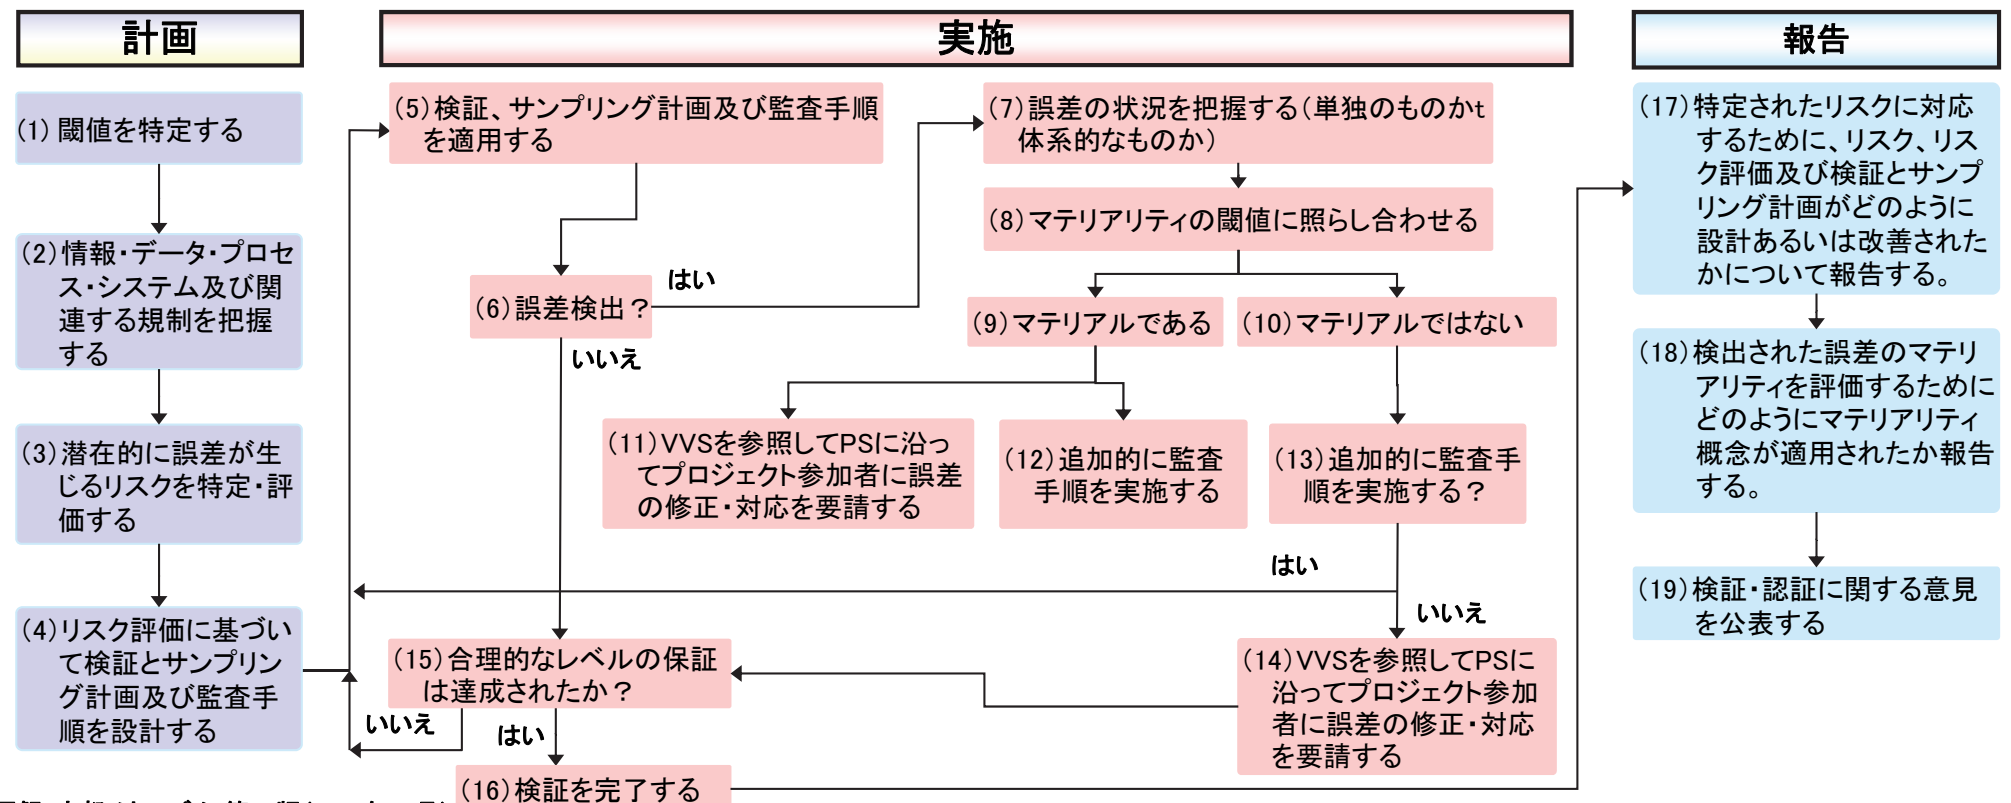 計画
実施
報告
(1) 閾値を特定する
(2)情報・データ・プロセ
ス・システム及び関
連する規制を把握
する
(3)潜在的に誤差が生
じるリスクを特定・評
価する
(4)リスク評価に基づい
て検証とサンプリン
グ計画及び監査手
順を設計する
(5)検証、サンプリング計画及び監査手順
を適用する
(6)誤差検出？
はい
いいえ
(7)誤差の状況を把握する(単独のものかt
体系的なものか)
(8)マテリアリティの閾値に照らし合わせる
(9)マテリアルである
(10)マテリアルではない
(11)VVSを参照してPSに沿っ
てプロジェクト参加者に誤差
の修正・対応を要請する
(12)追加的に監査
手順を実施する
(13)追加的に監査手
順を実施する？
はい
いいえ
(14)VVSを参照してPSに
沿ってプロジェクト参加
者に誤差の修正・対応
を要請する
(15)合理的なレベルの保証
は達成されたか？
いいえ
はい
(16)検証を完了する
(17)特定されたリスクに対応
するために、リスク、リス
ク評価及び検証とサンプ
リング計画がどのように
設計あるいは改善された
かについて報告する。
(18)検出された誤差のマテリ
アリティを評価するために
どのようにマテリアリティ
概念が適用されたか報告
する。
(19)検証・認証に関する意見
を公表する